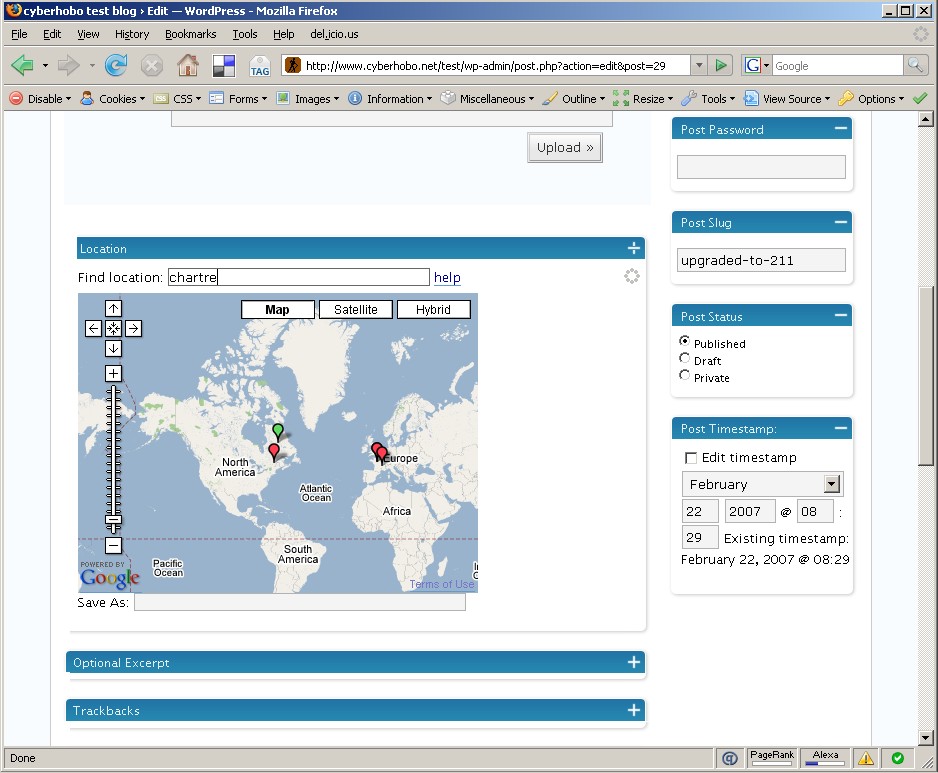 cyberhobo test blog › Edit — WordPress - Mozilla Firefox
File Edit View History Bookmarks Tools Help del.icio.us
TAG
http://www.cyberhobo.net/test/wp-admin/post.php?action=edit&post=29
G Google
Disable Cookies CSS Forms Images Information Miscellaneous Outline Resize Tools View Source Options
Upload »
Location
Find location: chartre help
Map Satellite Hybrid
North
America
Europe
Atlantic
Ocean
Africa
South
America
Pacific
Ocean
POWERED BY
Google
Terms of Use
Save As:
Optional Excerpt
Trackbacks
Post Password
Post Slug
upgraded-to-211
Post Status
Published
Draft
Private
Post Timestamp:
Edit timestamp
February
22 2007 @ 08 :
29 Existing timestamp:
February 22, 2007 @ 08:29
Done
@ PageRank Alexa